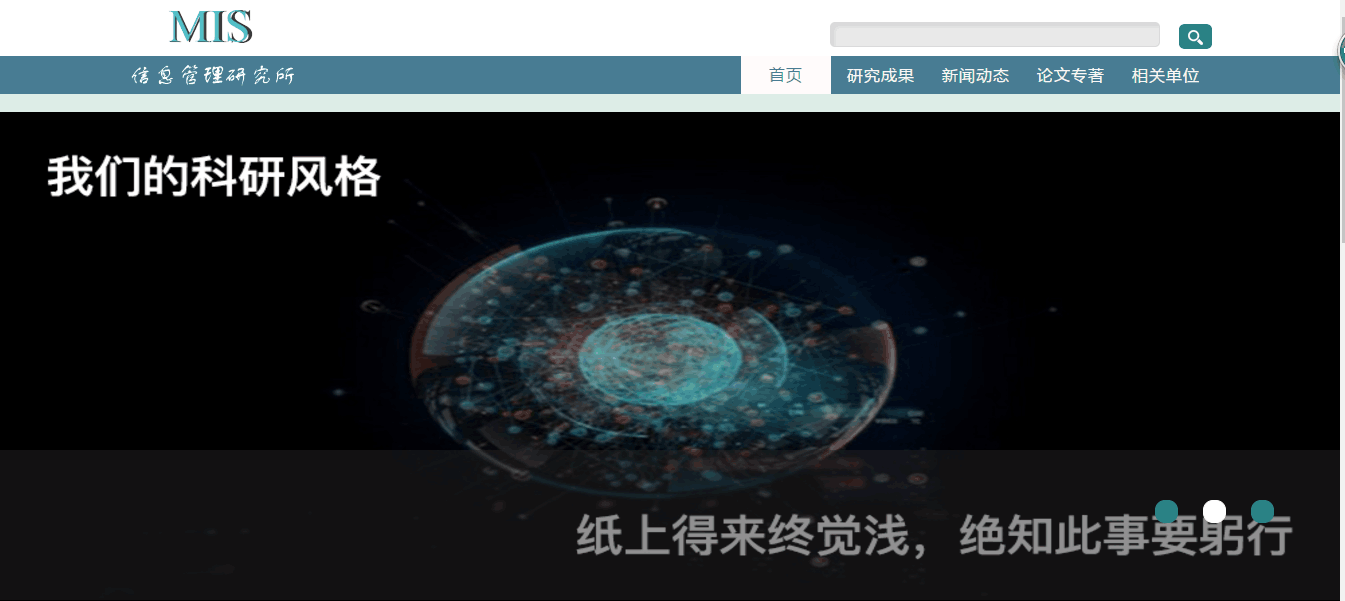 MIS
信息管理研究所
首页 研究成果 新闻动态 论文专著 相关单位
我们的科研风格
纸上得来终觉浅，绝知此事要躬行